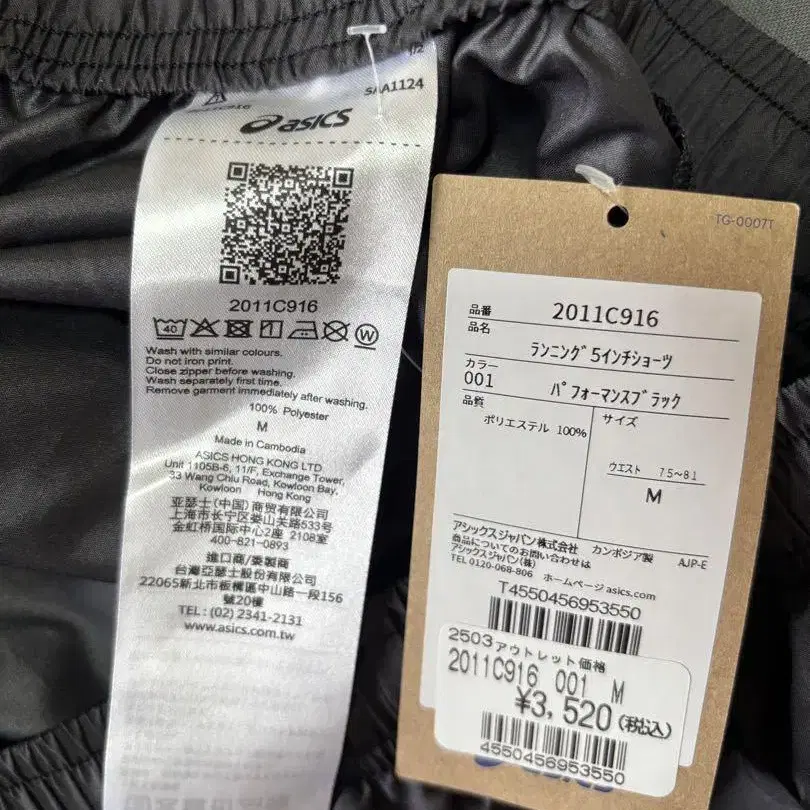 SAA1124
asics
2011C916
40
W
Wash with similar colours.
Do not iron print.
Close zipper before washing.
Wash separately first time.
Remove garment immediately after washing.
100% Polyester
M
Made in Cambodia
ASICS HONG KONG LTD
Unit 1105B-6, 11/F, Exchange Tower,
33 Wang Chiu Road, Kowloon Bay,
Kowloon Hong Kong
亚瑟士(中国)商贸有限公司
上海市长宁区娄山关路533号
金虹桥国际中心2座 2108室
400-821-0893
進口商/委製商
台灣亞瑟士股份有限公司
22065新北市板橋區中山路一段156
號20樓
TEL : (02) 2341-2131
www.asics.com.tw
TG-0007T
品番 2011C916
品名 ランニング5インチショーツ
カラー
001 パフォーマンスブラック
品質 サイズ
ポリエステル 100%
ウエスト 75~81
M
アシックスジャパン株式会社 カンボジア製 AJP-E
商品についてのお問い合わせは
アシックスジャパン(株)
TEL 0120-068-806 ホームページ asics.com
T4550456953550
2503アウトレット価格
2011C916 001 M
¥3,520(税込)
4550456953550